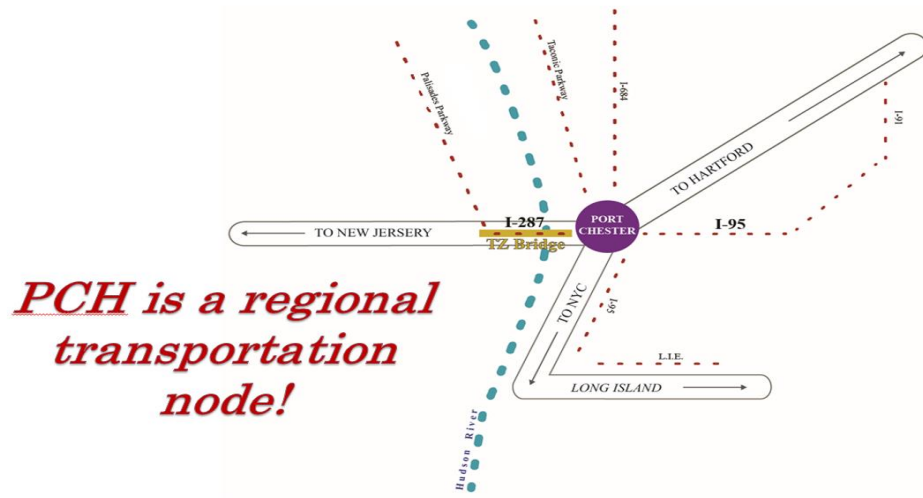 Palisades Parkway
Taconic Parkway
I-684
I-91
TO HARTFORD
PORT
CHESTER
I-287
I-95
TO NEW JERSERY
TZ Bridge
TO NYC
I-95
L.I.E.
LONG ISLAND
Hudson River
PCH is a regional
transportation
node!